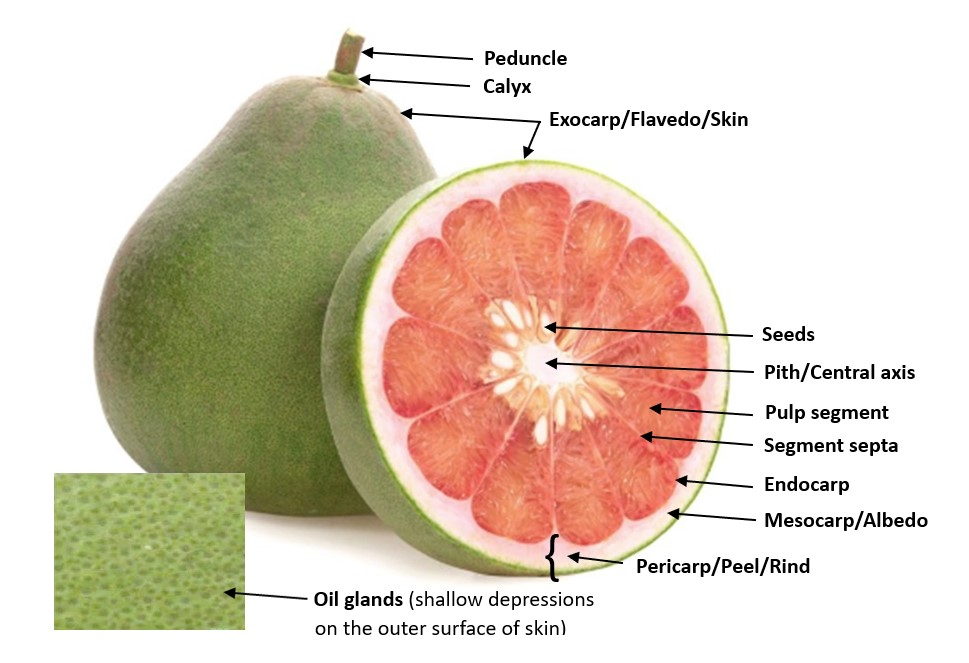 Peduncle
Calyx
Exocarp/Flavedo/Skin
Seeds
Pith/Central axis
Pulp segment
Segment septa
Endocarp
Mesocarp/Albedo
Pericarp/Peel/Rind
Oil glands (shallow depressions
on the outer surface of skin)